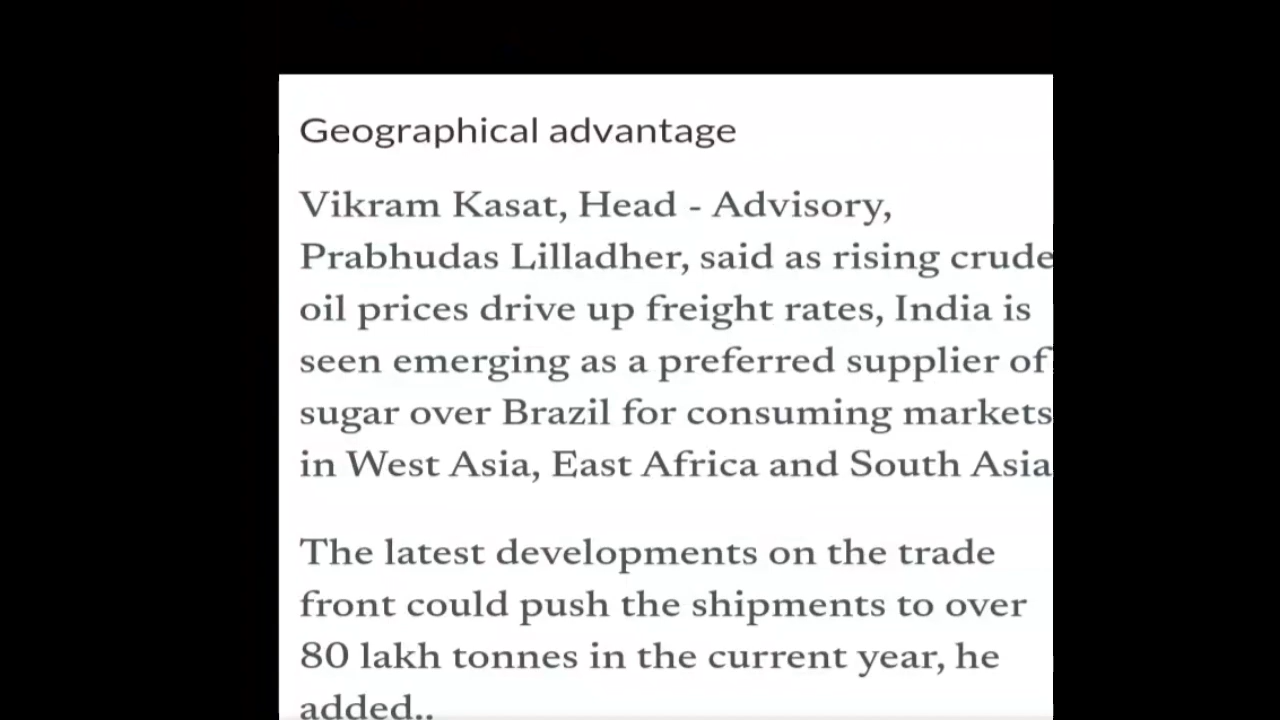 Geographical advantage
Vikram Kasat, Head - Advisory,
Prabhudas Lilladher, said as rising crude
oil prices drive up freight rates, India is
seen emerging as a preferred supplier of
sugar over Brazil for consuming markets
in West Asia, East Africa and South Asia
The latest developments on the trade
front could push the shipments to over
80 lakh tonnes in the current year, he
added..